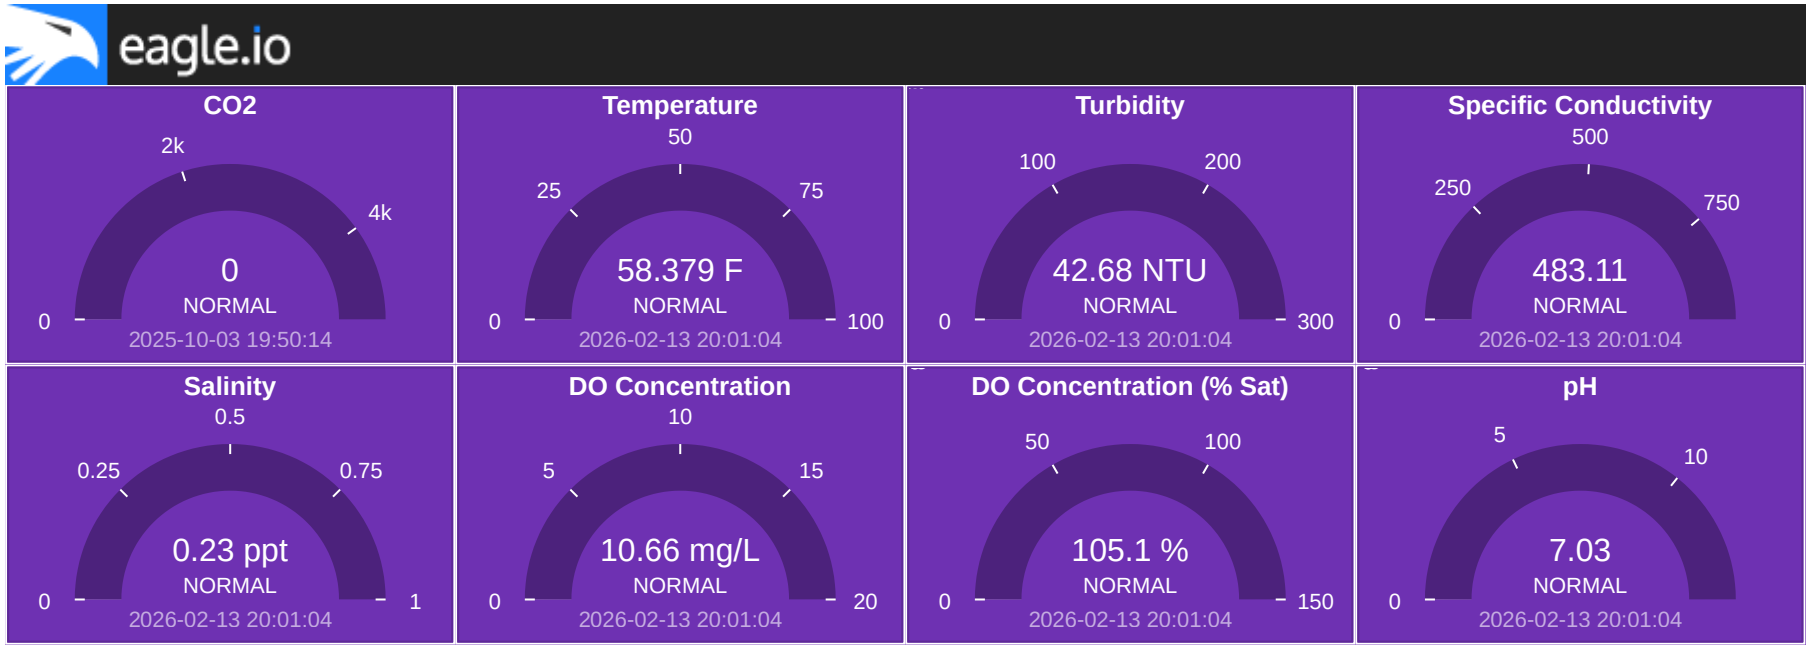 eagle.io
CO2
2k
4k
0
0
NORMAL
2025-10-03 19:50:14
Temperature
50
25
75
58.379 F
NORMAL
0
100
2026-02-13 20:01:04
Turbidity
100
200
42.68 NTU
NORMAL
0
300
2026-02-13 20:01:04
Specific Conductivity
500
250
750
483.11
NORMAL
0
2026-02-13 20:01:04
Salinity
0.5
0.25
0.75
0.23 ppt
NORMAL
0
1
2026-02-13 20:01:04
DO Concentration
10
5
15
10.66 mg/L
NORMAL
0
20
2026-02-13 20:01:04
DO Concentration (% Sat)
50
100
105.1 %
NORMAL
0
150
2026-02-13 20:01:04
pH
5
10
7.03
NORMAL
0
2026-02-13 20:01:04